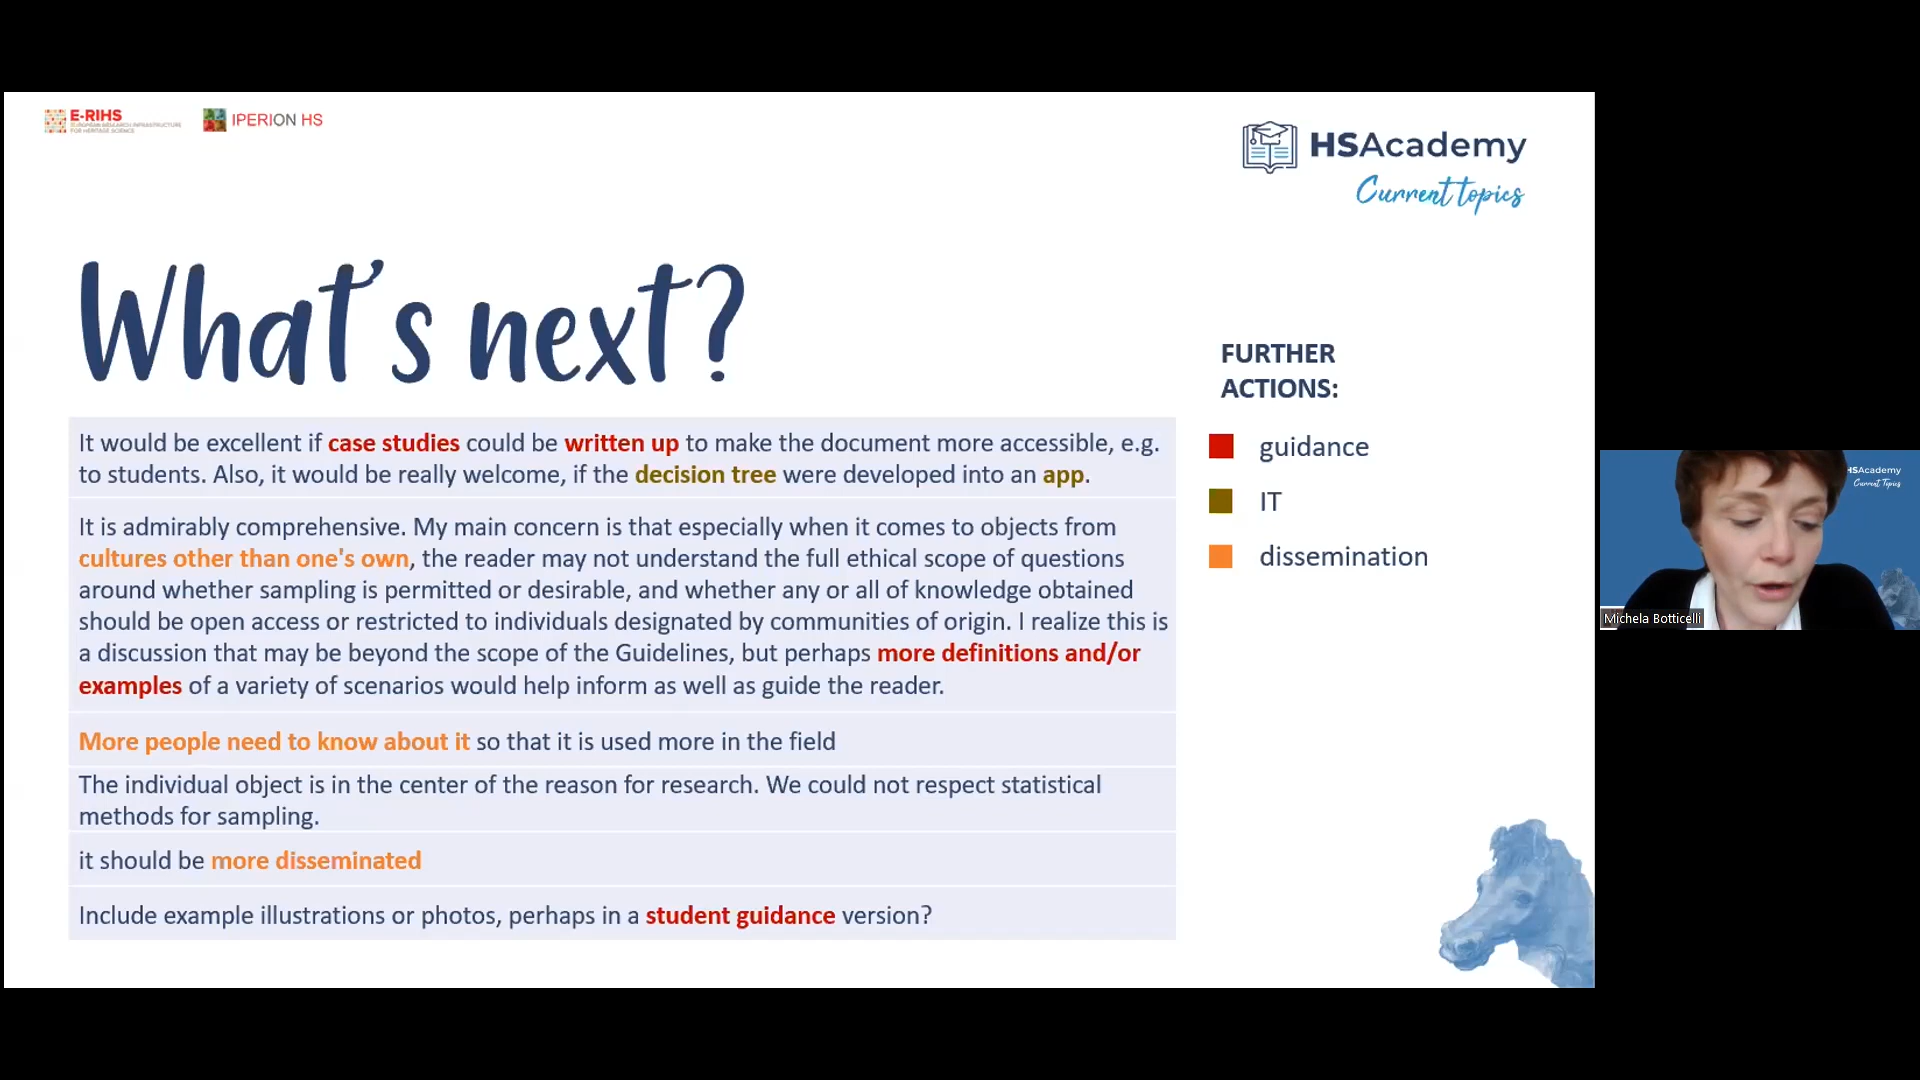 E-RIHS
EUROPEAN RESEARCH INFRASTRUCTURE
FOR HERITAGE SCIENCE
IPERION HS
HSAcademy
Current topics
What's next?
It would be excellent if case studies could be written up to make the document more accessible, e.g.
to students. Also, it would be really welcome, if the decision tree were developed into an app.
It is admirably comprehensive. My main concern is that especially when it comes to objects from
cultures other than one's own, the reader may not understand the full ethical scope of questions
around whether sampling is permitted or desirable, and whether any or all of knowledge obtained
should be open access or restricted to individuals designated by communities of origin. I realize this is
a discussion that may be beyond the scope of the Guidelines, but perhaps more definitions and/or
examples of a variety of scenarios would help inform as well as guide the reader.
More people need to know about it so that it is used more in the field
The individual object is in the center of the reason for research. We could not respect statistical
methods for sampling.
it should be more disseminated
Include example illustrations or photos, perhaps in a student guidance version?
FURTHER
ACTIONS:
guidance
IT
dissemination
HSAcademy
Current Topics
Michela Botticelli